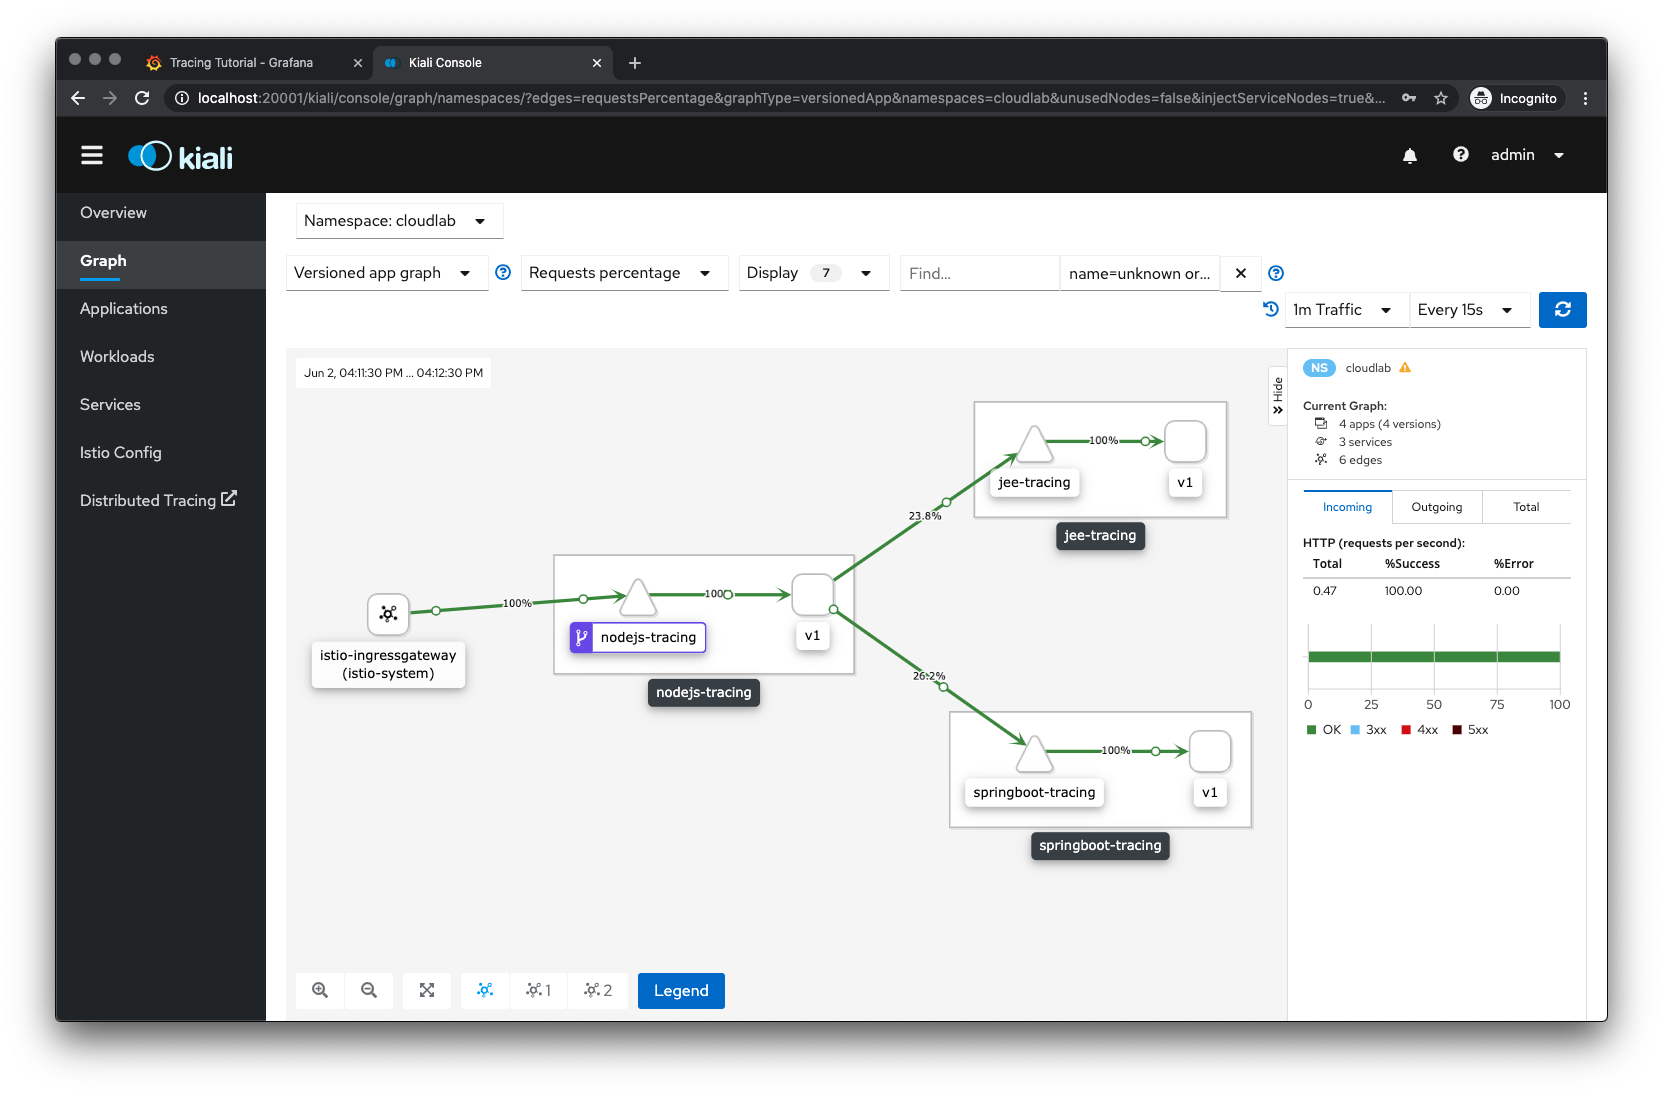 Tracing Tutorial - Grafana
Kiali Console
localhost:20001/kiali/console/graph/namespaces/?edges=requestsPercentage&graphType=versionedApp&namespaces=cloudlab&unusedNodes=false&injectServiceNodes=true&...
Incognito
kiali
admin
Overview
Graph
Applications
Workloads
Services
Istio Config
Distributed Tracing
Namespace: cloudlab
Versioned app graph
Requests percentage
Display 7
Find...
name=unknown or...
1m Traffic
Every 15s
Jun 2, 04:11:30 PM ... 04:12:30 PM
100%
jee-tracing
v1
jee-tracing
23.8%
100%
100%
nodejs-tracing
v1
nodejs-tracing
istio-ingressgateway
(istio-system)
26.2%
100%
springboot-tracing
v1
springboot-tracing
1
2
Legend
Hide
NS cloudlab
Current Graph:
4 apps (4 versions)
3 services
6 edges
Incoming
Outgoing
Total
HTTP (requests per second):
Total %Success %Error
0.47 100.00 0.00
0 25 50 75 100
OK 3xx 4xx 5xx